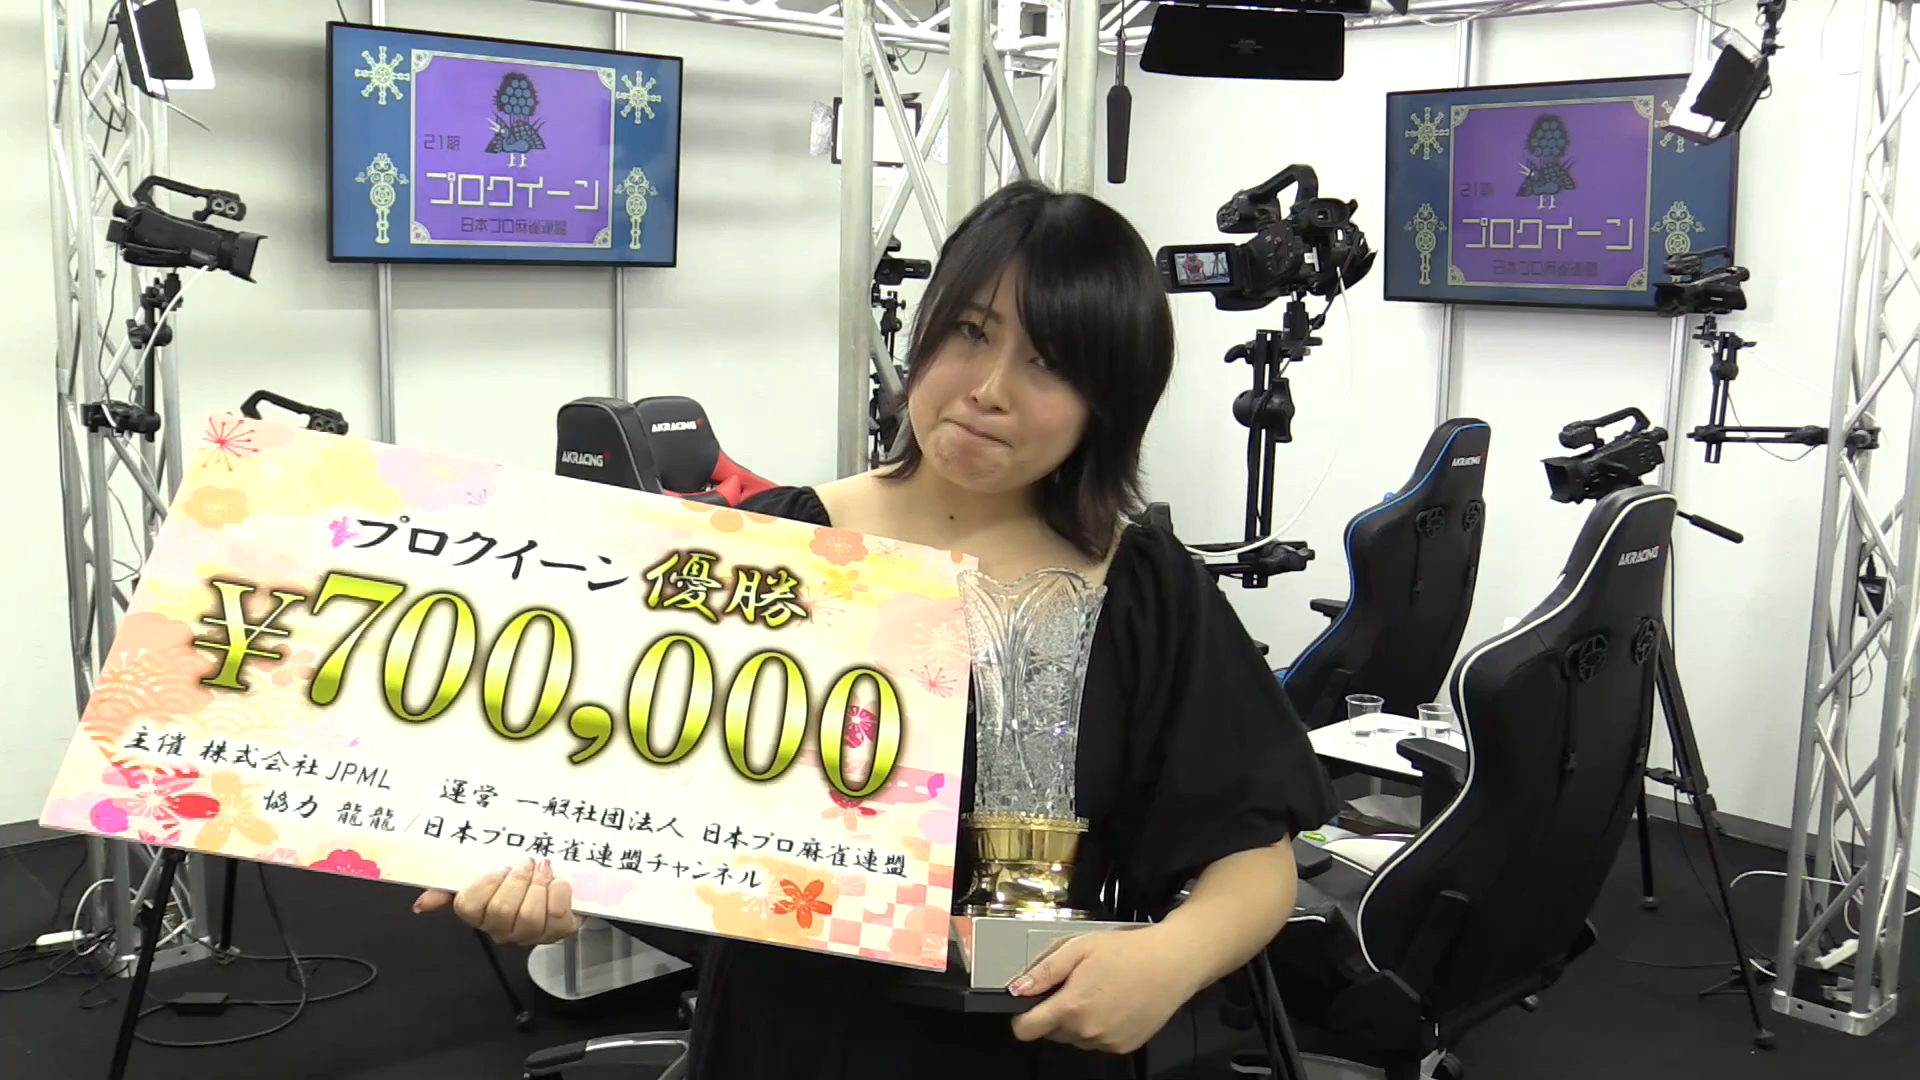 21期
プロクイーン
日本プロ麻雀連盟
21期
プロクイーン
日本プロ麻雀連盟
AKRACING
AKRACING
AKRACING
AKRACING
プロクイーン 優勝
¥700,000
主催 株式会社JPML 運営 一般社団法人 日本プロ麻雀連盟
協力 龍龍/日本プロ麻雀連盟チャンネル